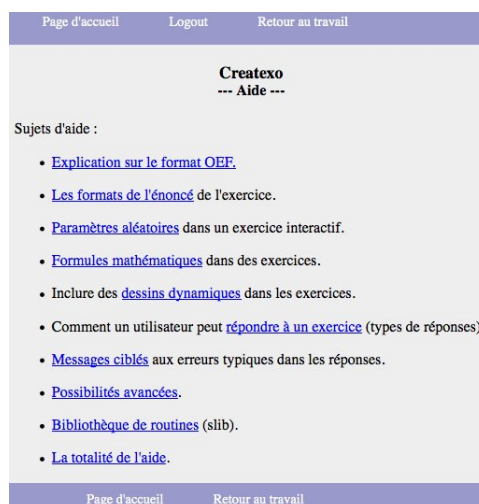 Page d'accueil Logout Retour au travail
Createxo
--- Aide ---
Sujets d'aide :
• Explication sur le format OEF.
• Les formats de l'énoncé de l'exercice.
• Paramètres aléatoires dans un exercice interactif.
• Formules mathématiques dans des exercices.
• Inclure des dessins dynamiques dans les exercices.
• Comment un utilisateur peut répondre à un exercice (types de réponses)
• Messages ciblés aux erreurs typiques dans les réponses.
• Possibilités avancées.
• Bibliothèque de routines (slib).
• La totalité de l'aide.
Page d'accueil Retour au travail